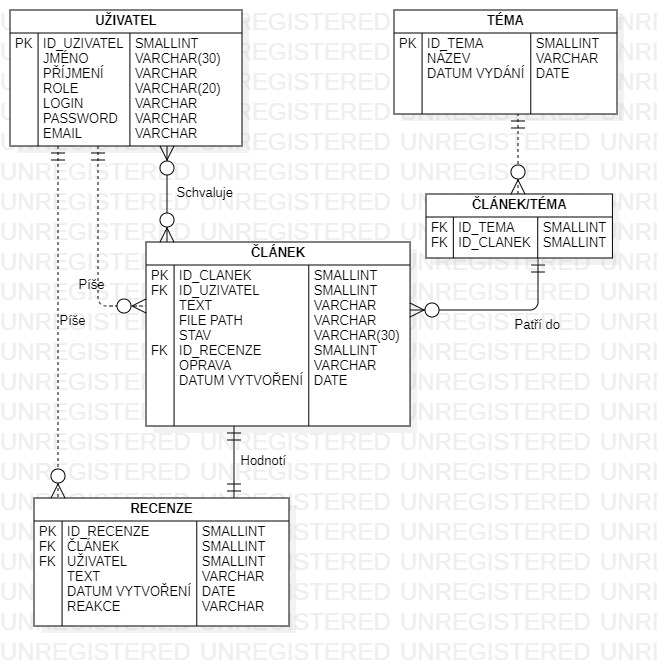 UŽIVATEL
PK ID_UZIVATEL SMALLINT
JMÉNO VARCHAR(30)
PŘÍJMENÍ VARCHAR
ROLE VARCHAR(20)
LOGIN VARCHAR
PASSWORD VARCHAR
EMAIL VARCHAR
TÉMA
PK ID_TEMA SMALLINT
NÁZEV VARCHAR
DATUM VYDÁNÍ DATE
Schvaluje
ČLÁNEK/TÉMA
FK ID_TEMA SMALLINT
FK ID_CLANEK SMALLINT
Píše
Píše
ČLÁNEK
PK ID_CLANEK SMALLINT
FK ID_UZIVATEL SMALLINT
TEXT VARCHAR
FILE PATH VARCHAR
STAV VARCHAR(30)
FK ID_RECENZE SMALLINT
OPRAVA VARCHAR
DATUM VYTVOŘENÍ DATE
Patří do
Hodnotí
RECENZE
PK ID_RECENZE SMALLINT
FK ČLÁNEK SMALLINT
FK UŽIVATEL SMALLINT
TEXT VARCHAR
DATUM VYTVOŘENÍ DATE
REAKCE VARCHAR
UNREGISTERED